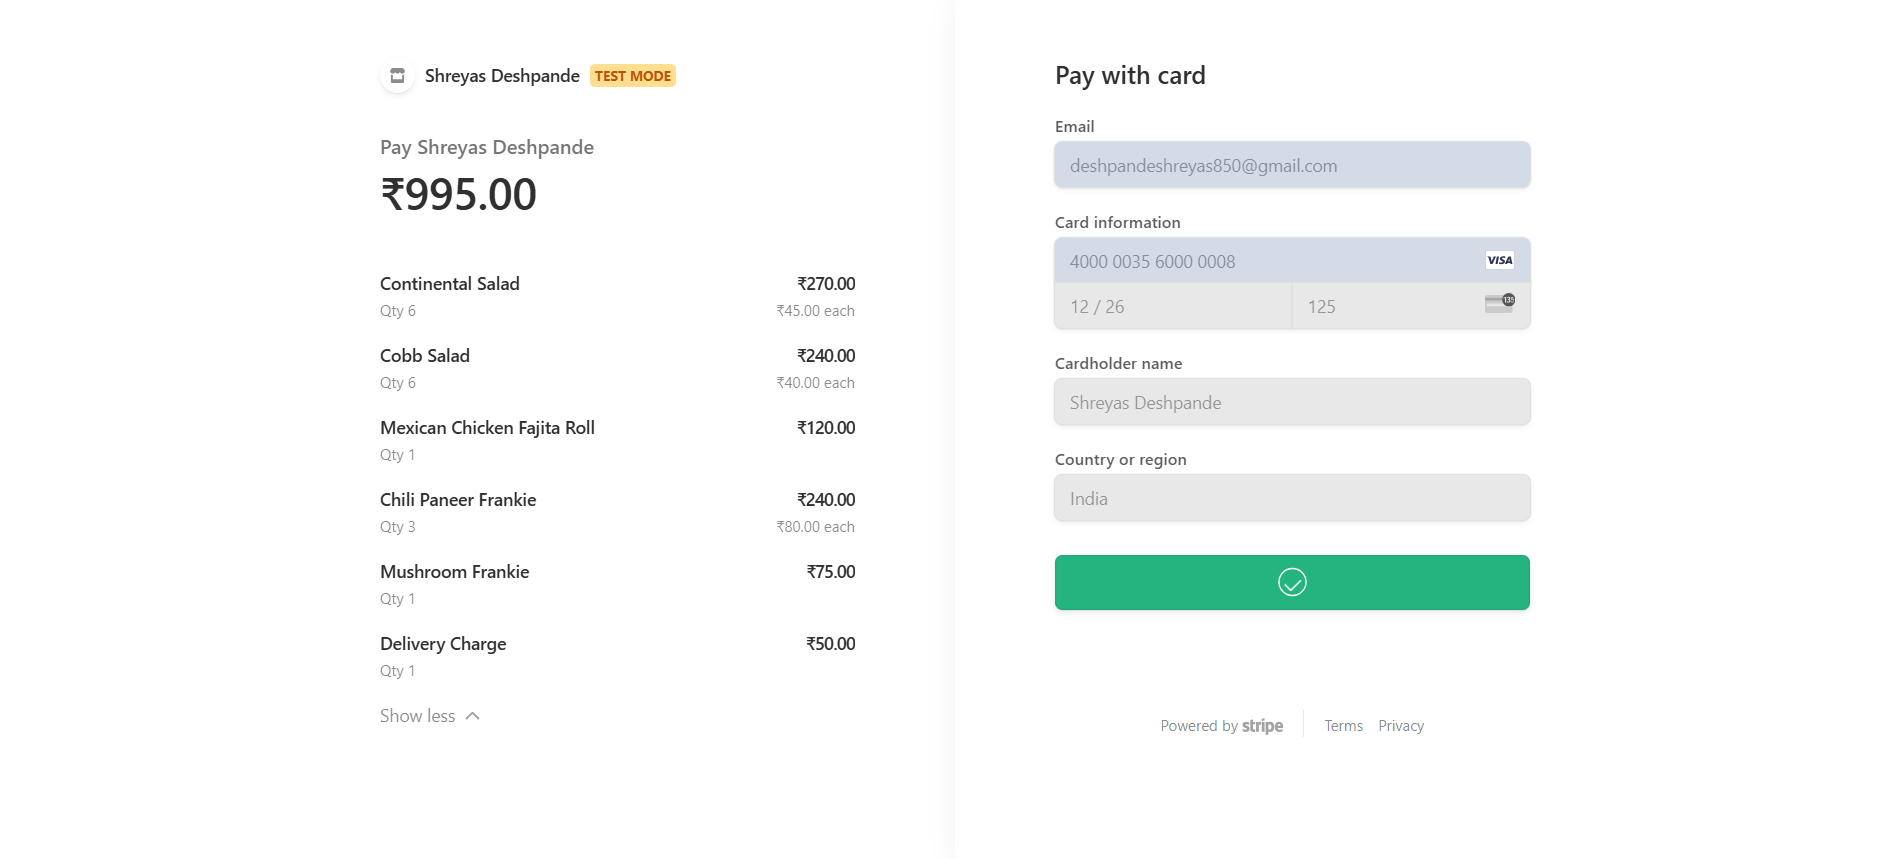 Shreyas Deshpande TEST MODE
Pay Shreyas Deshpande
₹995.00
Continental Salad ₹270.00
Qty 6 ₹45.00 each
Cobb Salad ₹240.00
Qty 6 ₹40.00 each
Mexican Chicken Fajita Roll ₹120.00
Qty 1
Chili Paneer Frankie ₹240.00
Qty 3 ₹80.00 each
Mushroom Frankie ₹75.00
Qty 1
Delivery Charge ₹50.00
Qty 1
Show less
Pay with card
Email
deshpandeshreyas850@gmail.com
Card information
4000 0035 6000 0008 VISA
12 / 26 125 135
Cardholder name
Shreyas Deshpande
Country or region
India
Powered by stripe Terms Privacy